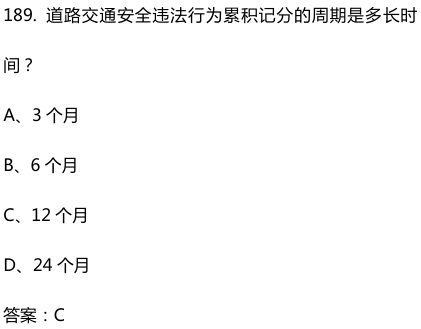 189. 道路交通安全违法行为累积记分的周期是多长时
间？
A、3 个月
B、6 个月
C、12 个月
D、24 个月
答案：C